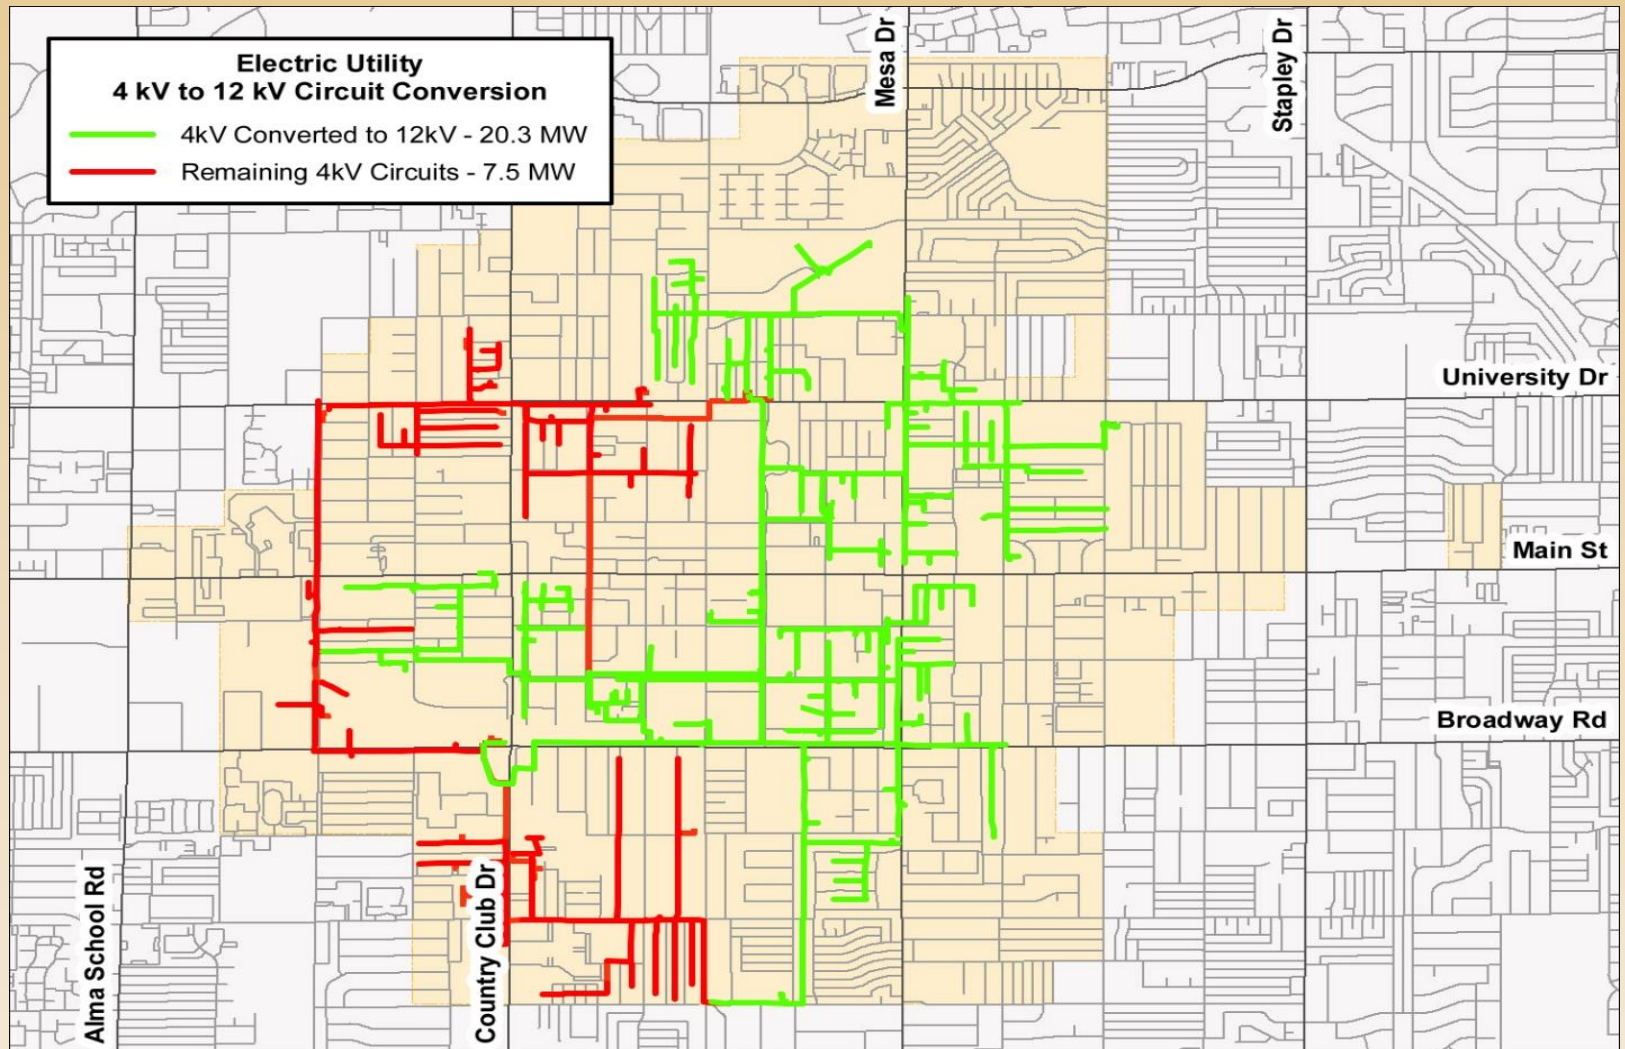 Electric Utility
4 kV to 12 kV Circuit Conversion
4kV Converted to 12kV - 20.3 MW
Remaining 4kV Circuits - 7.5 MW
Mesa Dr
Stapley Dr
University Dr
Main St
Broadway Rd
Alma School Rd
Country Club Dr